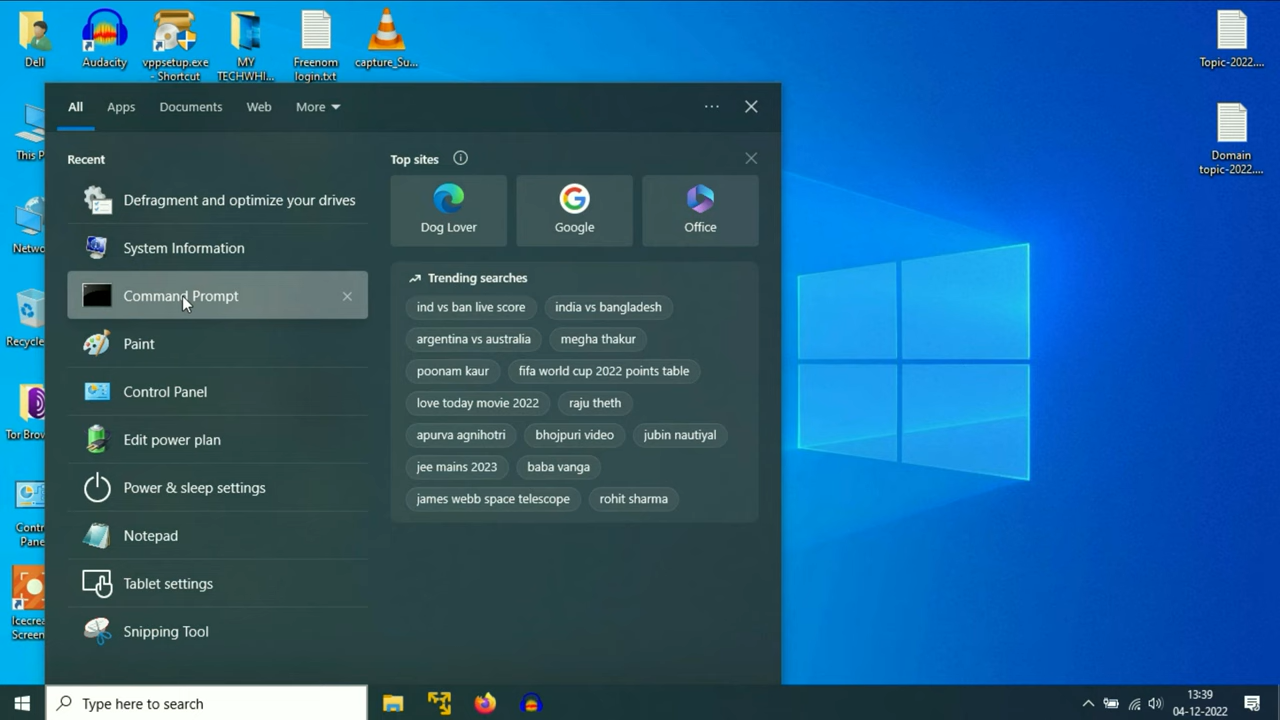 Dell
Audacity
vppsetup.exe
- Shortcut
MY
TECHWHI...
Freenom
login.txt
capture_Su...
Topic-2022....
Domain
topic-2022....
This P
Netwo
Recycle
Tor Brow
Contr
Pane
Icecrea
Screen
All
Apps
Documents
Web
More
Recent
Defragment and optimize your drives
System Information
Command Prompt
Paint
Control Panel
Edit power plan
Power & sleep settings
Notepad
Tablet settings
Snipping Tool
Top sites
Dog Lover
Google
Office
Trending searches
ind vs ban live score
india vs bangladesh
argentina vs australia
megha thakur
poonam kaur
fifa world cup 2022 points table
love today movie 2022
raju theth
apurva agnihotri
bhojpuri video
jubin nautiyal
jee mains 2023
baba vanga
james webb space telescope
rohit sharma
Type here to search
13:39
04-12-2022